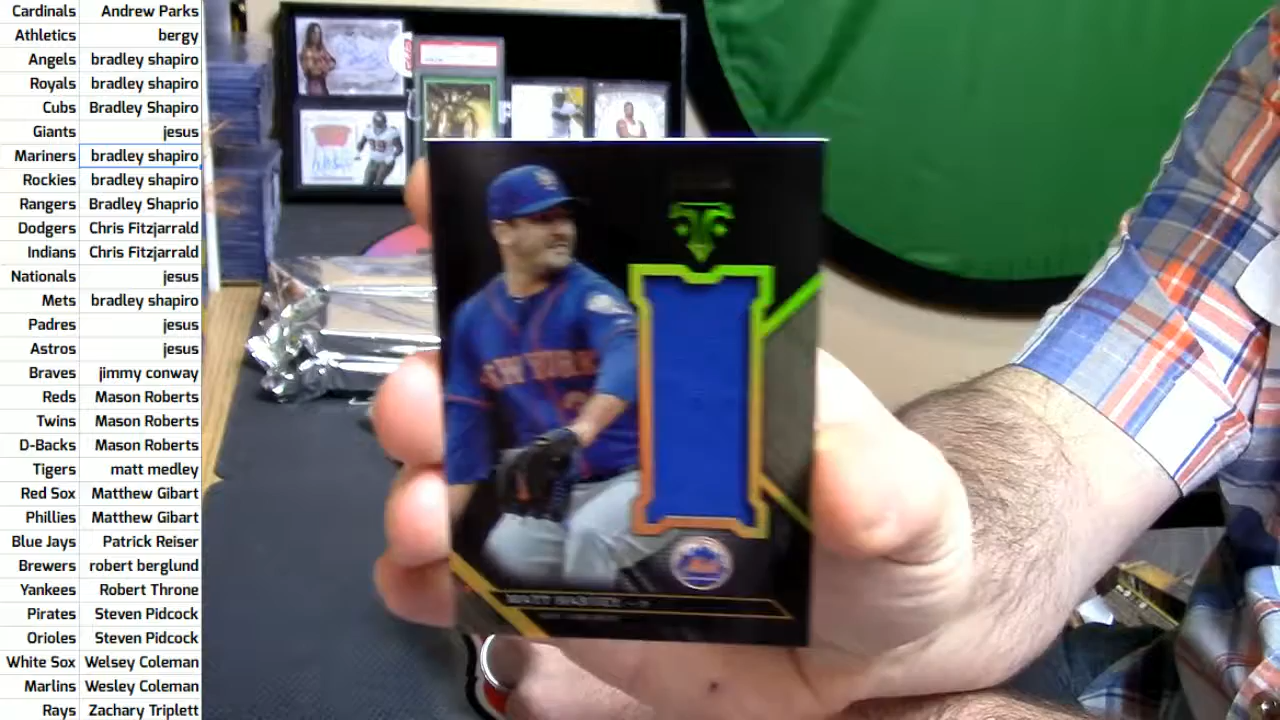 Cardinals Andrew Parks
Athletics bergy
Angels bradley shapiro
Royals bradley shapiro
Cubs Bradley Shapiro
Giants jesus
Mariners bradley shapiro
Rockies bradley shapiro
Rangers Bradley Shaprio
Dodgers Chris Fitzjarrald
Indians Chris Fitzjarrald
Nationals jesus
Mets bradley shapiro
Padres jesus
Astros jesus
Braves jimmy conway
Reds Mason Roberts
Twins Mason Roberts
D-Backs Mason Roberts
Tigers matt medley
Red Sox Matthew Gibart
Phillies Matthew Gibart
Blue Jays Patrick Reiser
Brewers robert berglund
Yankees Robert Throne
Pirates Steven Pidcock
Orioles Steven Pidcock
White Sox Welsey Coleman
Marlins Wesley Coleman
Rays Zachary Triplett
NEW YORK
Mets
MATT HARVEY